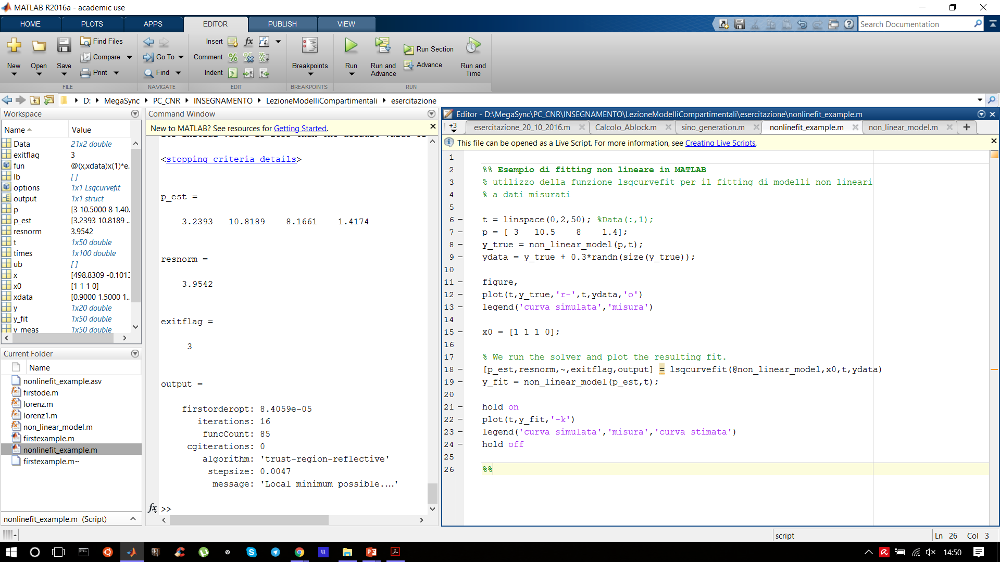 MATLAB R2016a - academic use
HOME
PLOTS
APPS
EDITOR
PUBLISH
VIEW
Search Documentation
New
Open
Save
Find Files
Compare
Print
FILE
Go To
Find
NAVIGATE
Insert
Comment
Indent
EDIT
Breakpoints
BREAKPOINTS
Run
Run and Advance
Run Section
Advance
Run and Time
RUN
D:
MegaSync
PC_CNR
INSEGNAMENTO
LezioneModelliCompartimentali
esercitazione
Workspace
Name Value
Data 21x2 double
exitflag 3
fun @(x,xdata)x(1)*e.
lb []
options 1x1 Lsqcurvefit
output 1x1 struct
p [3 10.5000 8 1.40.
p_est [3.2393 10.8189 ..
resnorm 3.9542
t 1x50 double
times 1x100 double
ub []
x [498.8309 -0.1013
x0 [1 1 1 0]
xdata [0.9000 1.5000 1..
y 1x20 double
y_fit 1x50 double
y_meas 1x50 double
Current Folder
Name
nonlinefit_example.asv
firstode.m
lorenz.m
lorenz1.m
non_linear_model.m
firstexample.m
nonlinefit_example.m
firstexample.m~
nonlinefit_example.m (Script)
Command Window
New to MATLAB? See resources for Getting Started.
its initial value is less than the default value of
<stopping criteria details>
p_est =
3.2393 10.8189 8.1661 1.4174
resnorm =
3.9542
exitflag =
3
output =
firstorderopt: 8.4059e-05
iterations: 16
funcCount: 85
cgiterations: 0
algorithm: 'trust-region-reflective'
stepsize: 0.0047
message: 'Local minimum possible....'
fx >>
Editor - D:\MegaSync\PC_CNR\INSEGNAMENTO\LezioneModelliCompartimentali\esercitazione\nonlinefit_example.m
+3
esercitazione_20_10_2016.m
Calcolo_Ablock.m
sino_generation.m
nonlinefit_example.m
non_linear_model.m
This file can be opened as a Live Script. For more information, see Creating Live Scripts.
1
2 %% Esempio di fitting non lineare in MATLAB
3 % utilizzo della funzione lsqcurvefit per il fitting di modelli non lineari
4 % a dati misurati
5
6 t = linspace(0,2,50); %Data(:,1);
7 p = [ 3 10.5 8 1.4];
8 y_true = non_linear_model(p,t);
9 ydata = y_true + 0.3*randn(size(y_true));
10
11 figure,
12 plot(t,y_true,'r-',t,ydata,'o')
13 legend('curva simulata','misura')
14
15 x0 = [1 1 1 0];
16
17 % We run the solver and plot the resulting fit.
18 [p_est,resnorm,~,exitflag,output] = lsqcurvefit(@non_linear_model,x0,t,ydata)
19 y_fit = non_linear_model(p_est,t);
20
21 hold on
22 plot(t,y_fit,'-k')
23 legend('curva simulata','misura','curva stimata')
24 hold off
25
26 %%
script
Ln 26 Col 3
14:50